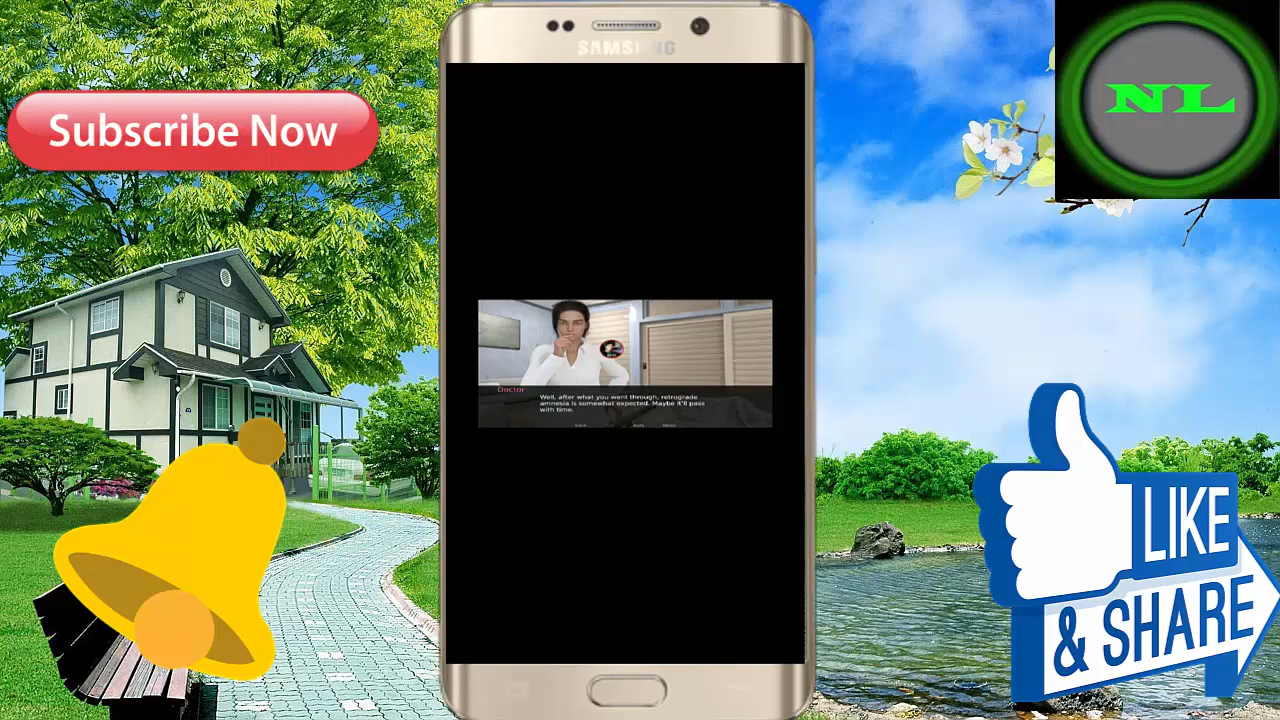 SAMSUNG
Subscribe Now
NL
Doctor
Well, after what you went through, retrograde
amnesia is somewhat expected. Maybe it'll pass
with time.
LIKE
& SHARE